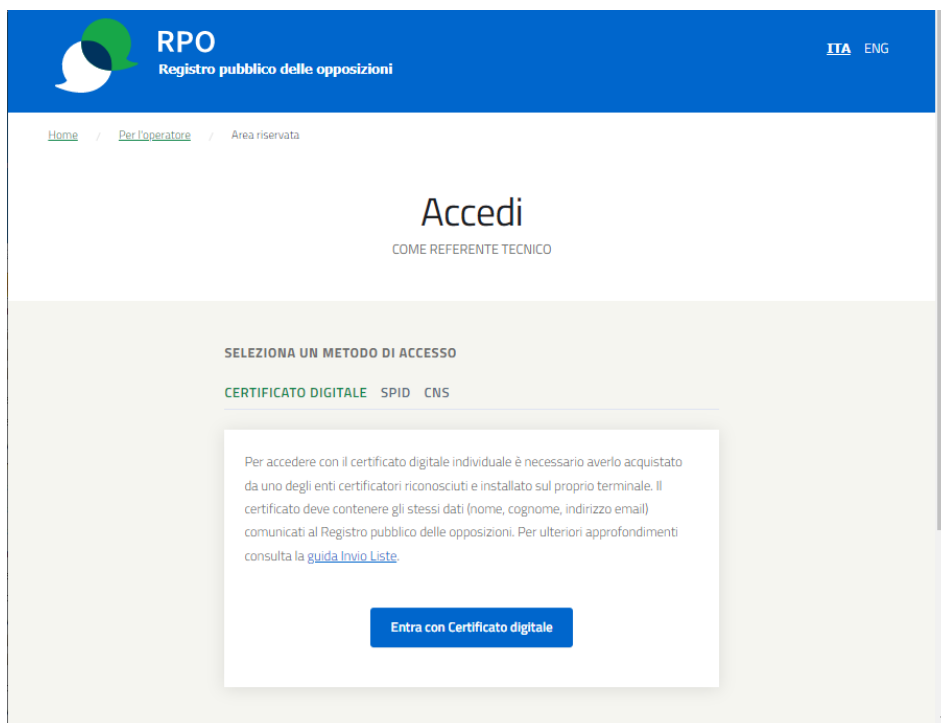 RPO
Registro pubblico delle opposizioni
ITA ENG
Home / Per l'operatore / Area riservata
Accedi
COME REFERENTE TECNICO
SELEZIONA UN METODO DI ACCESSO
CERTIFICATO DIGITALE SPID CNS
Per accedere con il certificato digitale individuale è necessario averlo acquistato
da uno degli enti certificatori riconosciuti e installato sul proprio terminale. Il
certificato deve contenere gli stessi dati (nome, cognome, indirizzo email)
comunicati al Registro pubblico delle opposizioni. Per ulteriori approfondimenti
consulta la guida Invio Liste.
Entra con Certificato digitale